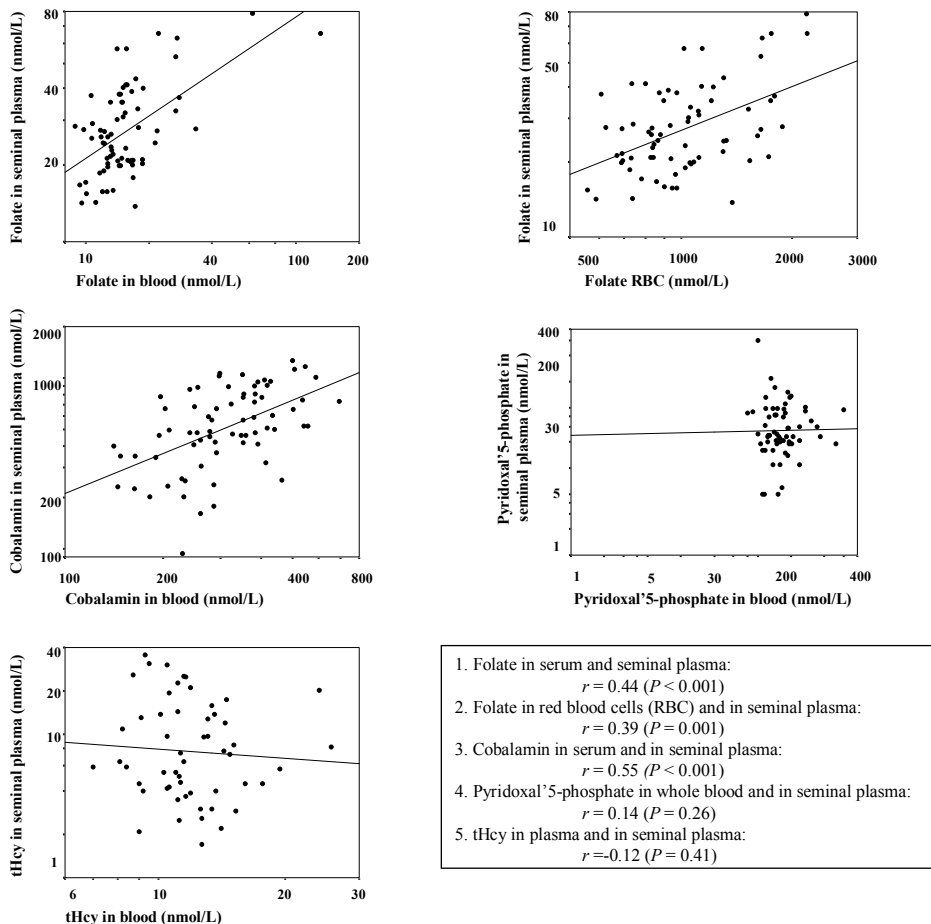 80
40
20
Folate in seminal plasma (nmol/L)
10 20 40 100 200
Folate in blood (nmol/L)
80
50
10
Folate in seminal plasma (nmol/L)
500 1000 2000 3000
Folate RBC (nmol/L)
2000
1000
200
100
Cobalamin in seminal plasma (nmol/L)
100 200 400 800
Cobalamin in blood (nmol/L)
400
200
30
5
1
Pyridoxal'5-phosphate in
seminal plasma (nmol/L)
1 5 30 200 400
Pyridoxal'5-phosphate in blood (nmol/L)
40
20
10
1
tHcy in seminal plasma (nmol/L)
6 10 20 30
tHcy in blood (nmol/L)
1. Folate in serum and seminal plasma:
r = 0.44 (P < 0.001)
2. Folate in red blood cells (RBC) and in seminal plasma:
r = 0.39 (P = 0.001)
3. Cobalamin in serum and in seminal plasma:
r = 0.55 (P < 0.001)
4. Pyridoxal'5-phosphate in whole blood and in seminal plasma:
r = 0.14 (P = 0.26)
5. tHcy in plasma and in seminal plasma:
r =-0.12 (P = 0.41)